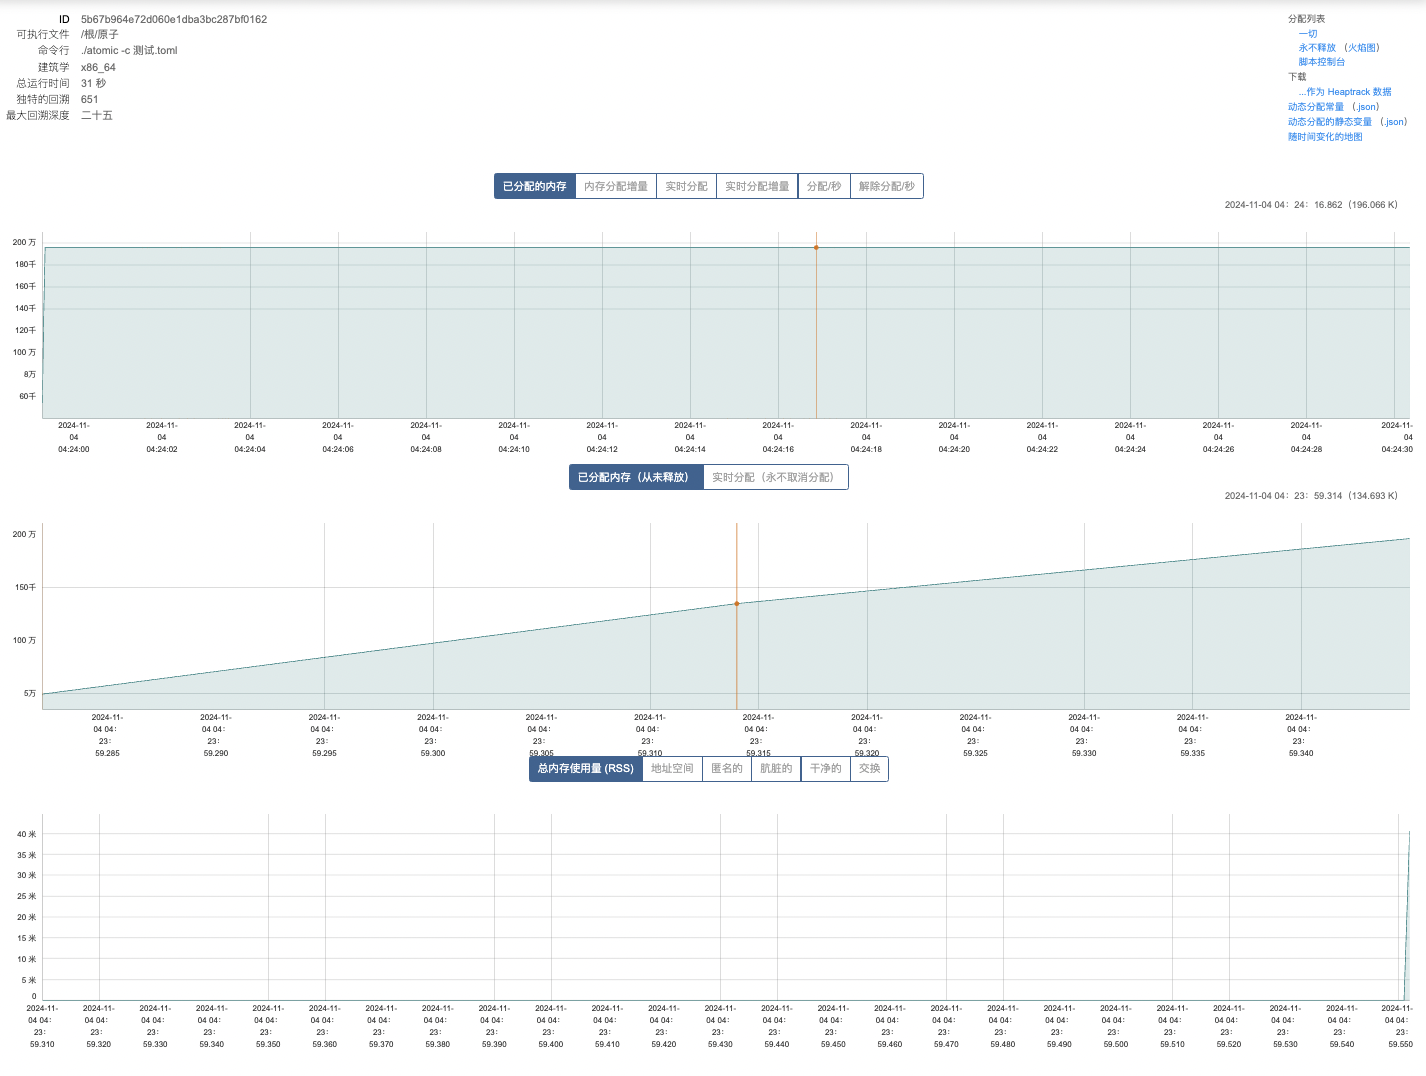 ID 5b67b964e72d060e1dba3bc287bf0162
可执行文件 /根/原子
命令行 ./atomic -c 测试.toml
建筑学 x86_64
总运行时间 31 秒
独特的回溯 651
最大回溯深度 二十五
分配列表
一切
永不释放 （火焰图）
脚本控制台
下载
...作为 Heaptrack 数据
动态分配常量 （.json）
动态分配的静态变量 （.json）
随时间变化的地图
已分配的内存 内存分配增量 实时分配 实时分配增量 分配/秒 解除分配/秒
2024-11-04 04：24：16.862（196.066 K）
200 万
180千
160千
140千
120千
100 万
8万
60千
2024-11- 2024-11- 2024-11- 2024-11- 2024-11- 2024-11- 2024-11- 2024-11- 2024-11- 2024-11- 2024-11- 2024-11- 2024-11- 2024-11- 2024-11- 2024-11-
04 04 04 04 04 04 04 04 04 04 04 04 04 04 04 04
04:24:00 04:24:02 04:24:04 04:24:06 04:24:08 04:24:10 04:24:12 04:24:14 04:24:16 04:24:18 04:24:20 04:24:22 04:24:24 04:24:26 04:24:28 04:24:30
已分配内存（从未释放） 实时分配（永不取消分配）
2024-11-04 04：23：59.314（134.693 K）
200 万
150千
100 万
5万
2024-11- 2024-11- 2024-11- 2024-11- 2024-11- 2024-11- 2024-11- 2024-11- 2024-11- 2024-11- 2024-11- 2024-11-
04 04： 04 04： 04 04： 04 04： 04 04： 04 04： 04 04： 04 04： 04 04： 04 04： 04 04： 04 04：
23： 23： 23： 23： 23： 23： 23： 23： 23： 23： 23： 23：
59.285 59.290 59.295 59.300 59.305 59.310 59.315 59.320 59.325 59.330 59.335 59.340
总内存使用量 (RSS) 地址空间 匿名的 肮脏的 干净的 交换
40 米
35 米
30 米
25 米
20 米
15 米
10 米
5 米
0
2024-11- 2024-11- 2024-11- 2024-11- 2024-11- 2024-11- 2024-11- 2024-11- 2024-11- 2024-11- 2024-11- 2024-11- 2024-11- 2024-11- 2024-11- 2024-11- 2024-11- 2024-11- 2024-11- 2024-11- 2024-11- 2024-11- 2024-11- 2024-11- 2024-11-
04 04： 04 04： 04 04： 04 04： 04 04： 04 04： 04 04： 04 04： 04 04： 04 04： 04 04： 04 04： 04 04： 04 04： 04 04： 04 04： 04 04： 04 04： 04 04： 04 04： 04 04： 04 04： 04 04： 04 04： 04 04：
23： 23： 23： 23： 23： 23： 23： 23： 23： 23： 23： 23： 23： 23： 23： 23： 23： 23： 23： 23： 23： 23： 23： 23： 23：
59.310 59.320 59.330 59.340 59.350 59.360 59.370 59.380 59.390 59.400 59.410 59.420 59.430 59.440 59.450 59.460 59.470 59.480 59.490 59.500 59.510 59.520 59.530 59.540 59.550